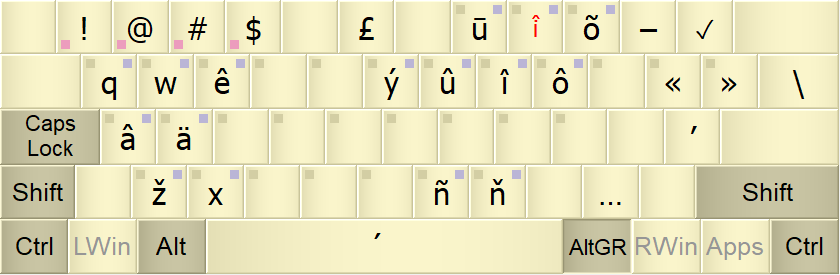 ! @ # $ £ ū î õ – ✓
q w ê ý û î ô « » \
Caps Lock â ä ′
Shift ž x ñ ň ... Shift
Ctrl LWin Alt ′ AltGR RWin Apps Ctrl